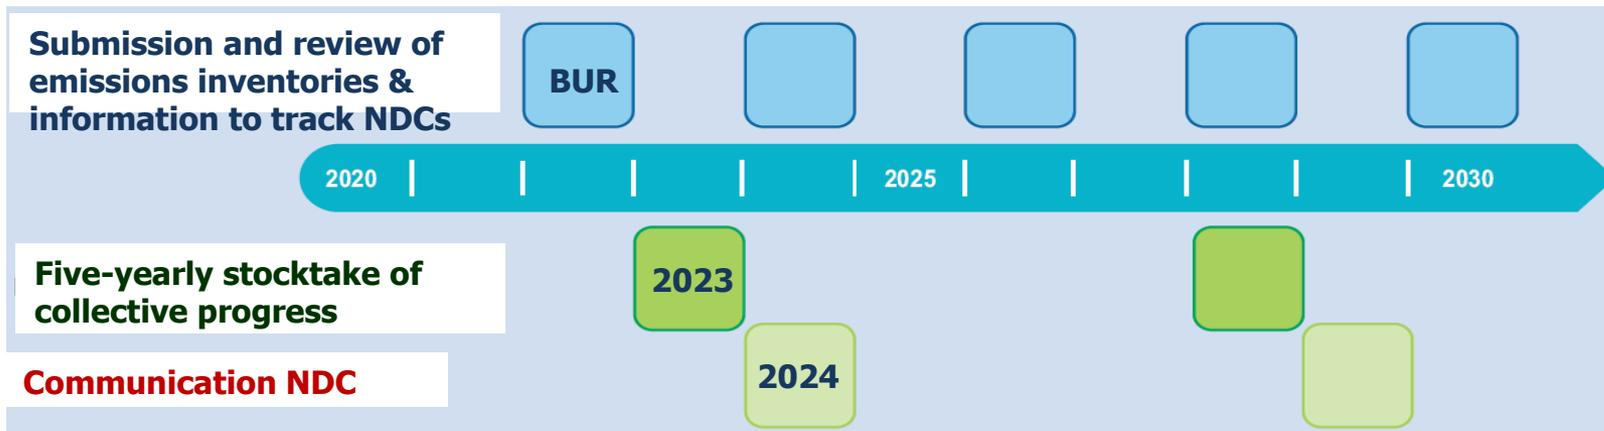 Submission and review of
emissions inventories &
information to track NDCs
BUR
2020
2025
2030
Five-yearly stocktake of
collective progress
2023
2024
Communication NDC